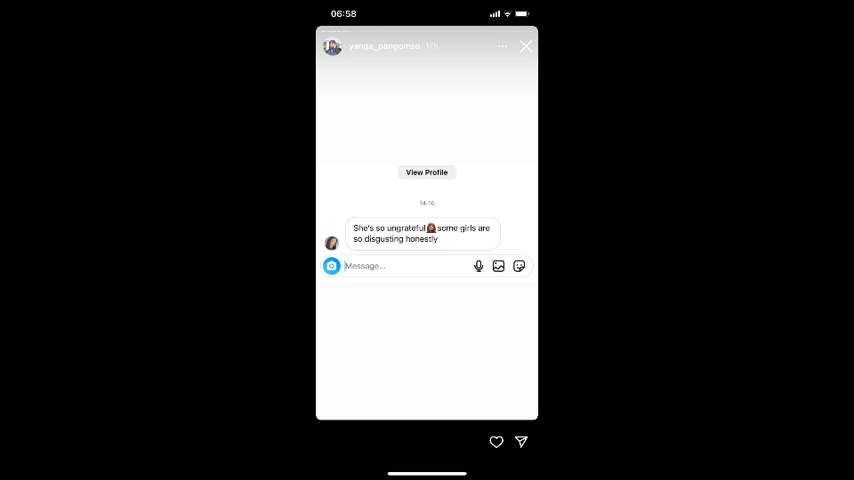 06:58
yanga_pangomso 17h
View Profile
14:16
She's so ungrateful🤦🏾‍♀️some girls are
so disgusting honestly
Message...